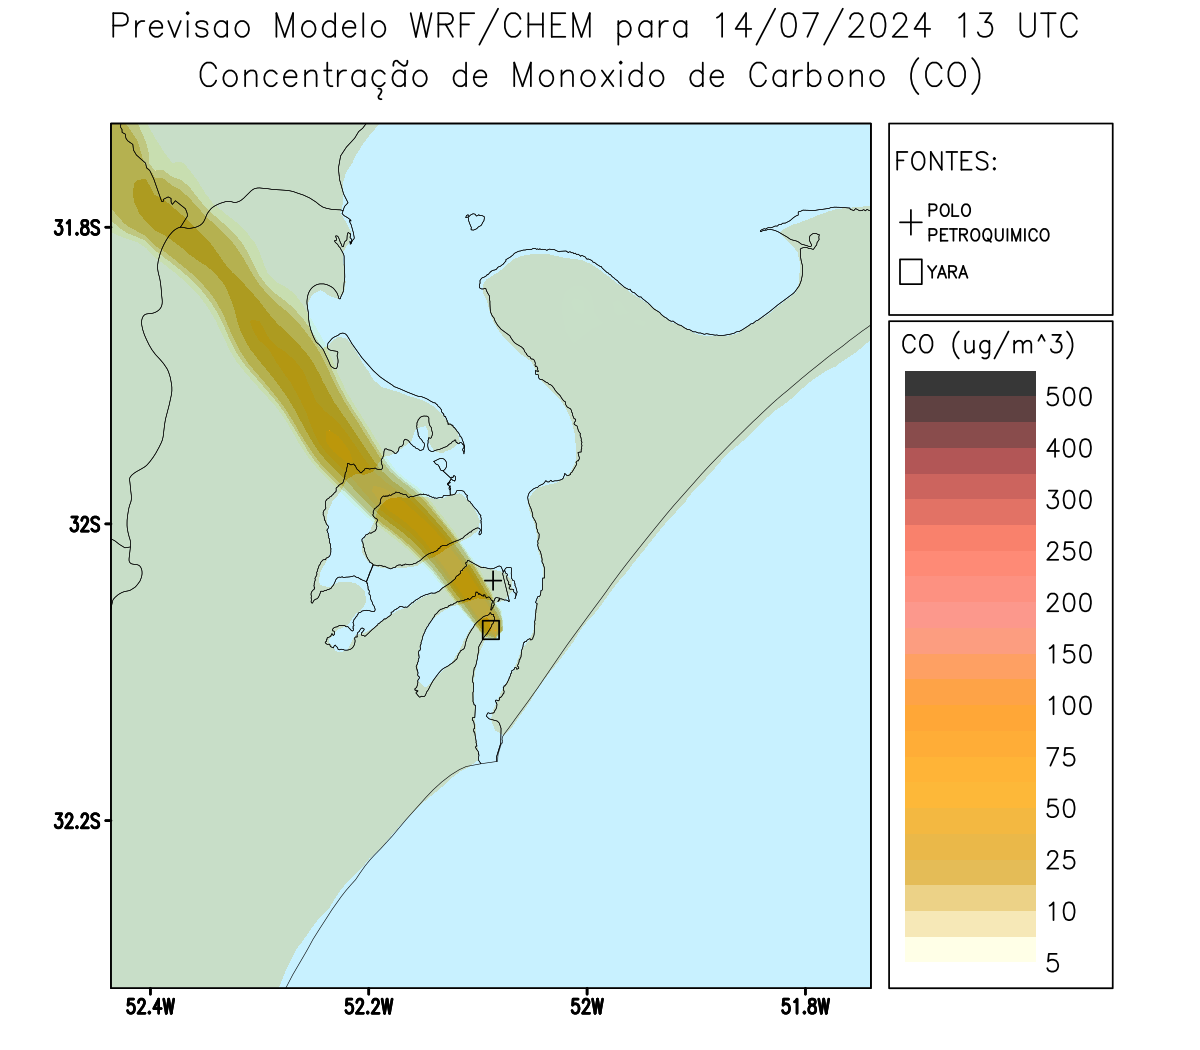 Previsao Modelo WRF/CHEM para 14/07/2024 13 UTC
Concentração de Monoxido de Carbono (CO)
FONTES:
POLO
PETROQUIMICO
YARA
CO (ug/m^3)
500
400
300
250
200
150
100
75
50
25
10
5
31.8S
32S
32.2S
52.4W
52.2W
52W
51.8W